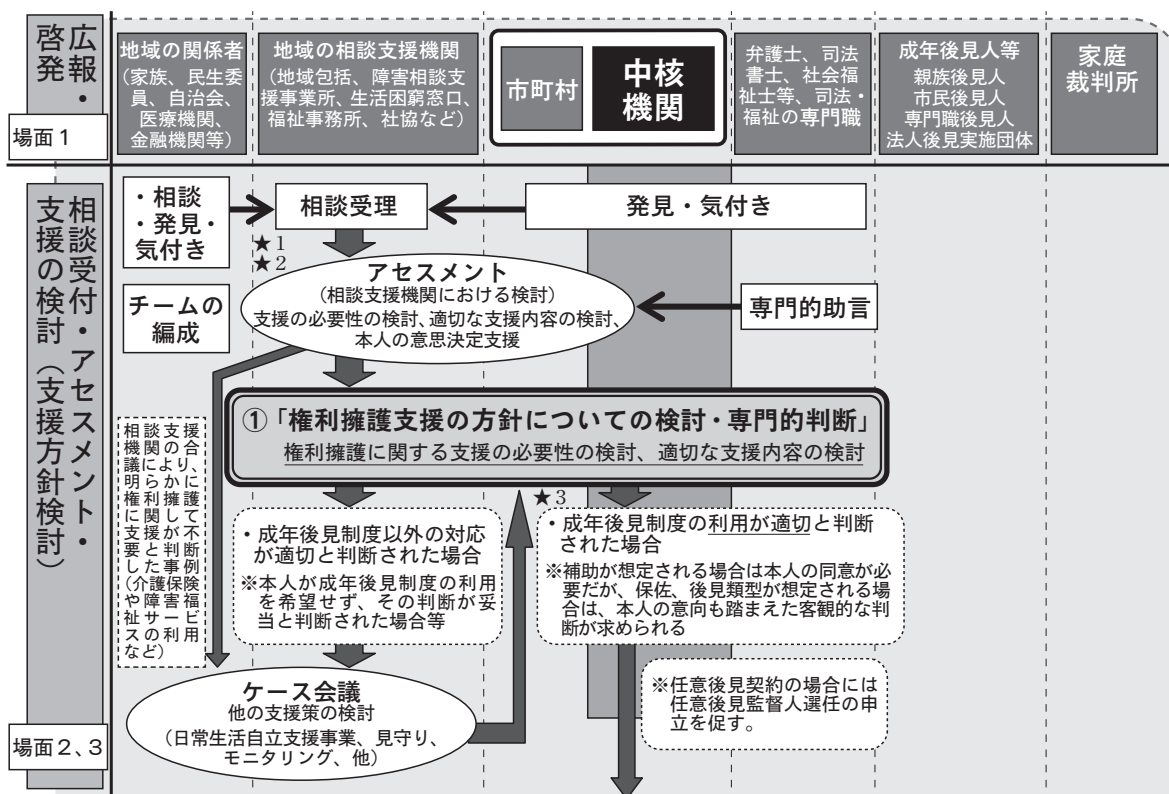 広報・
啓発
場面1
地域の関係者
(家族、民生委
員、自治会、
医療機関、
金融機関等)
地域の相談支援機関
(地域包括、障害相談支
援事業所、生活困窮窓口、
福祉事務所、社協など)
市町村
中核
機関
弁護士、司法
書士、社会福
祉士等、司法・
福祉の専門職
成年後見人等
親族後見人
市民後見人
専門職後見人
法人後見実施団体
家庭
裁判所
相談受付・アセスメント・
支援の検討(支援方針検討)
場面2、3
・相談
・発見・
気付き
相談受理
発見・気付き
★1
★2
チームの
編成
アセスメント
(相談支援機関における検討)
支援の必要性の検討、適切な支援内容の検討、
本人の意思決定支援
専門的助言
①「権利擁護支援の方針についての検討・専門的判断」
権利擁護に関する支援の必要性の検討、適切な支援内容の検討
相談支援
機関の合
議により、
明らかに
権利擁護
に関して
支援が不
要と判断
した事例
(介護保険
や障害福
祉サービ
スの利用
など)
★3
・成年後見制度以外の対応
が適切と判断された場合
※本人が成年後見制度の利用
を希望せず、その判断が妥
当と判断された場合等
・成年後見制度の利用が適切と判断
された場合
※補助が想定される場合は本人の同意が必
要だが、保佐、後見類型が想定される場
合は、本人の意向も踏まえた客観的な判
断が求められる
ケース会議
他の支援策の検討
(日常生活自立支援事業、見守り、
モニタリング、他)
※任意後見契約の場合には
任意後見監督人選任の申
立を促す。